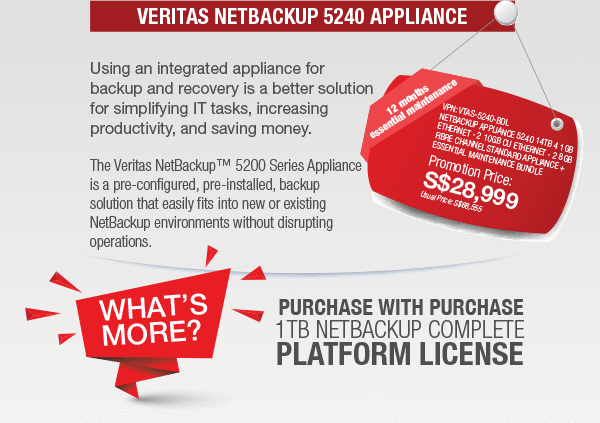 VERITAS NETBACKUP 5240 APPLIANCE
Using an integrated appliance for
backup and recovery is a better solution
for simplifying IT tasks, increasing
productivity, and saving money.
The Veritas NetBackup™ 5200 Series Appliance
is a pre-configured, pre-installed, backup
solution that easily fits into new or existing
NetBackup environments without disrupting
operations.
12 months
essential maintenance
VPN: VTAS-5240-BDL
NETBACKUP APPLIANCE 5240 14TB 4 1GB
ETHERNET - 2 10GB CU ETHERNET - 2 8GB
FIBRE CHANNEL STANDARD APPLIANCE +
ESSENTIAL MAINTENANCE BUNDLE
Promotion Price:
S$28,999
Usual Price: S$66,555
WHAT'S
MORE?
PURCHASE WITH PURCHASE
1TB NETBACKUP COMPLETE
PLATFORM LICENSE